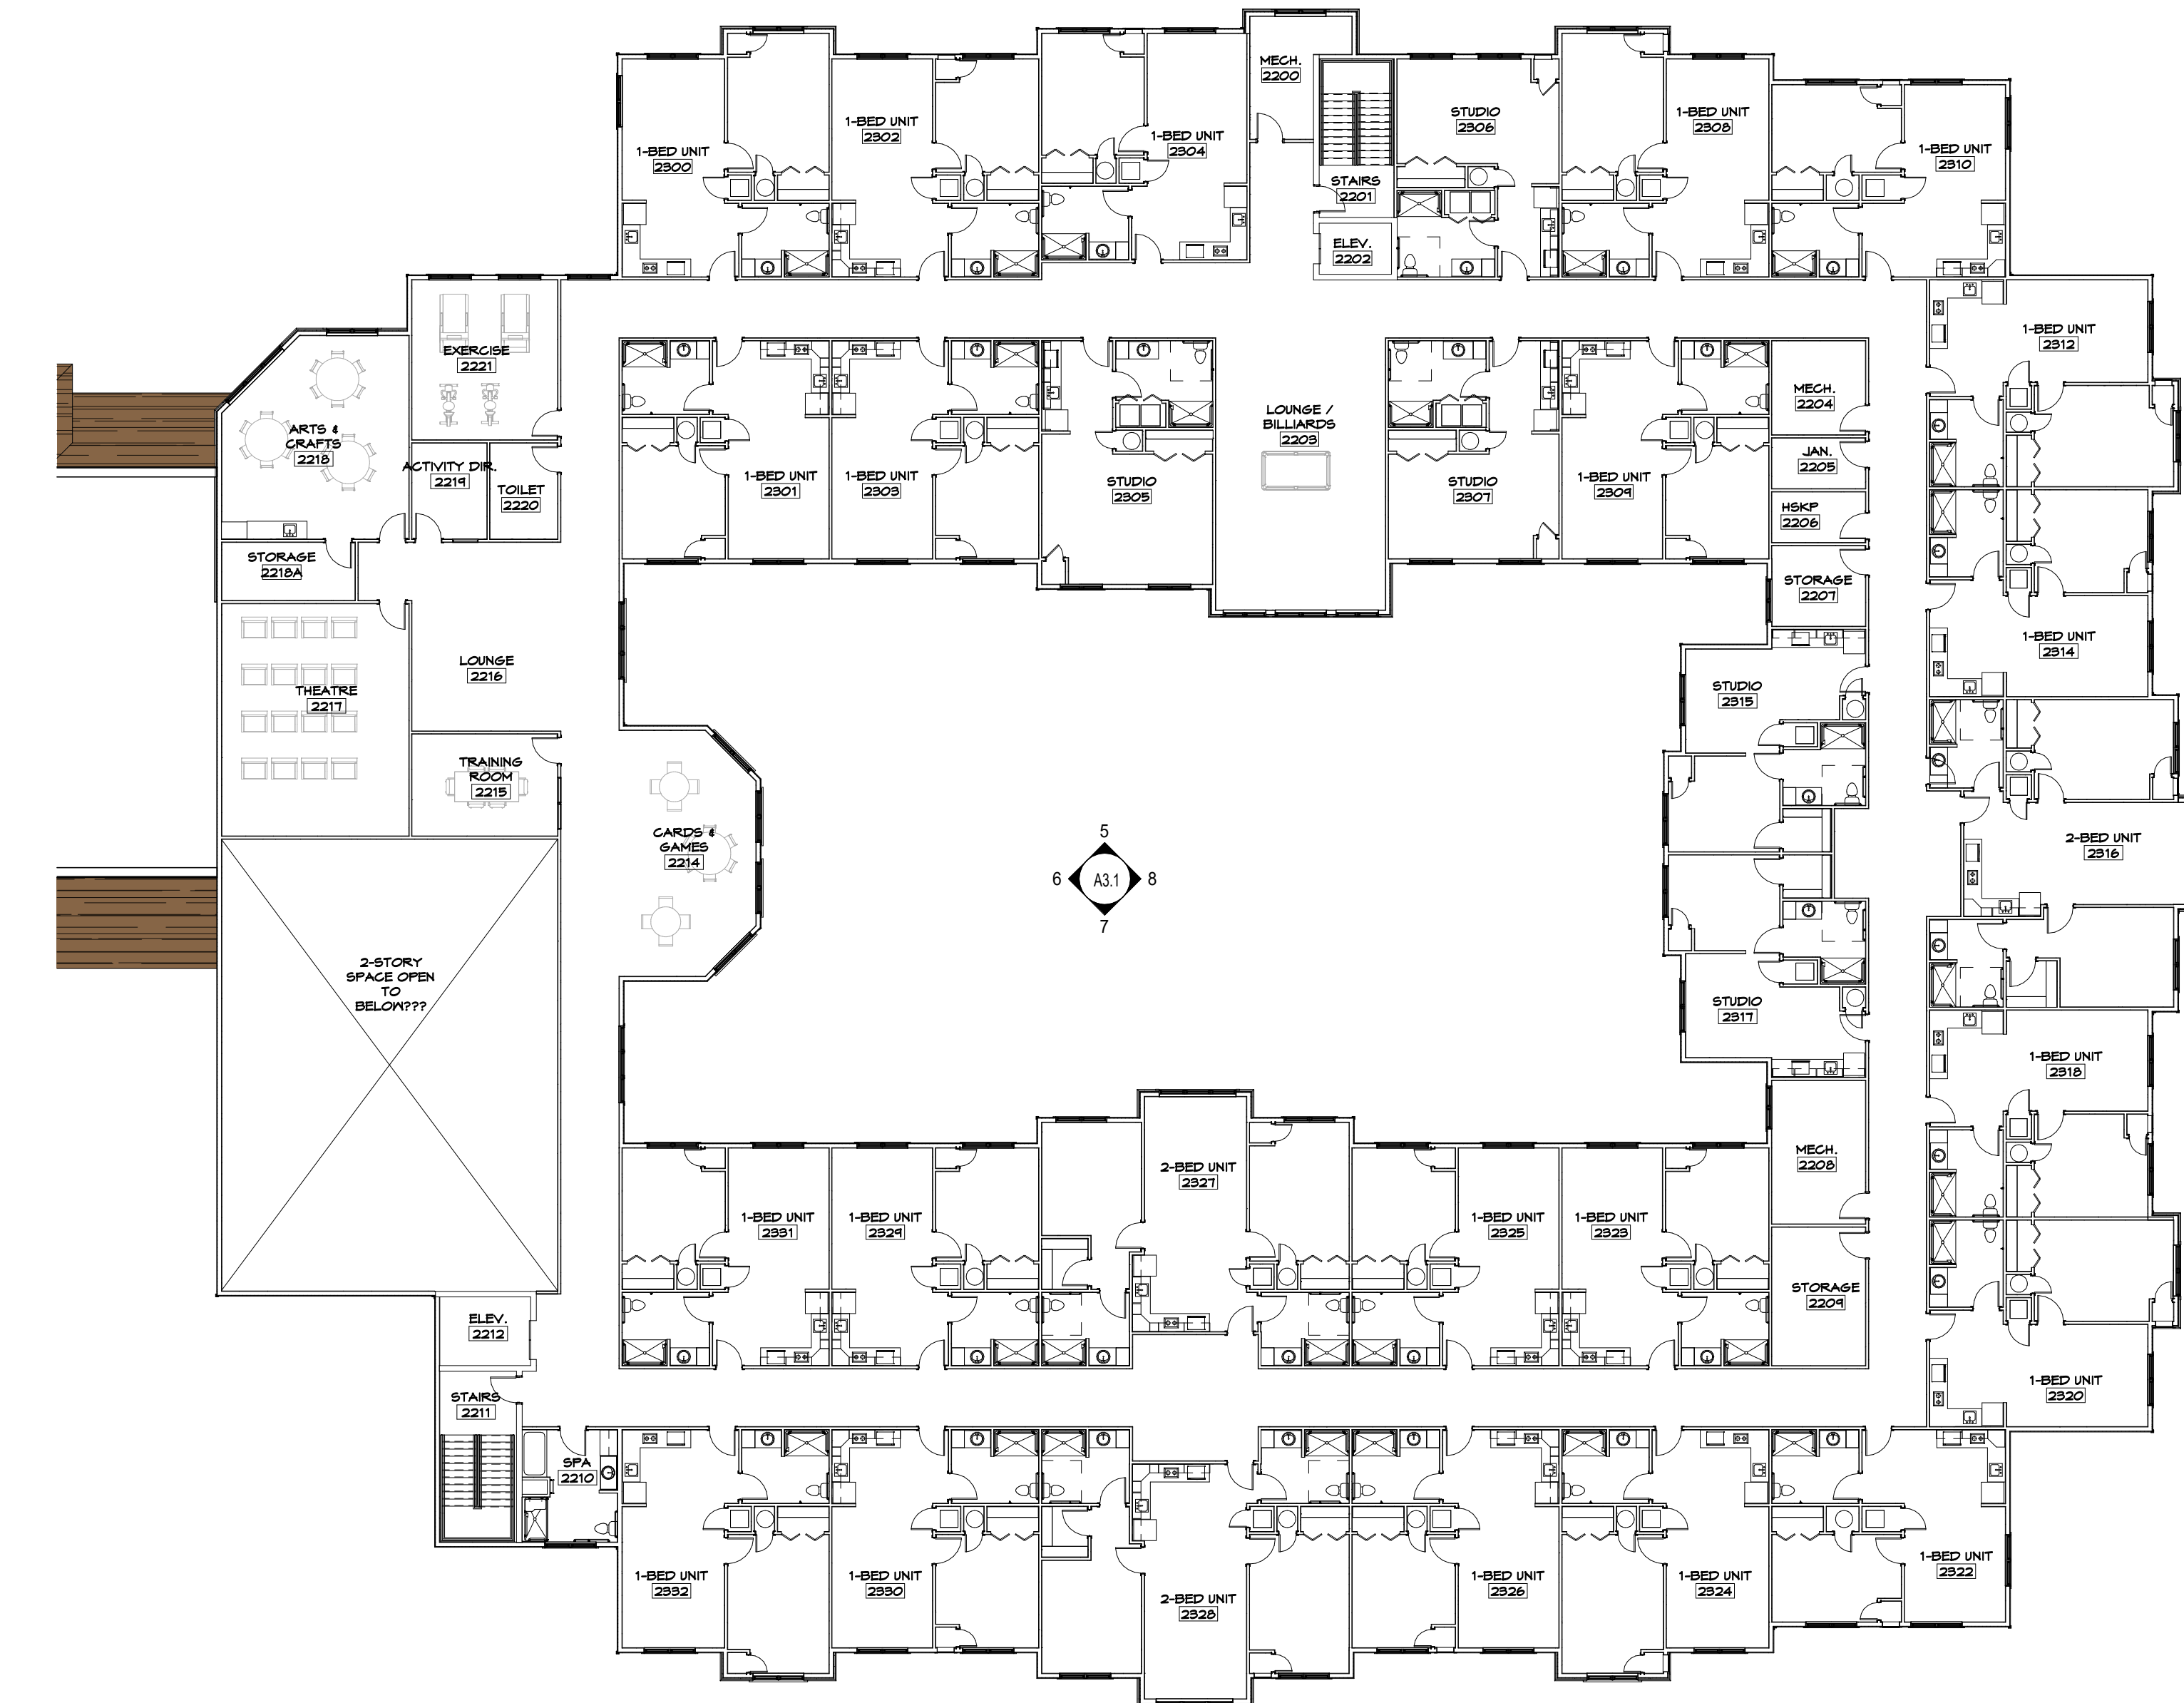 MECH.
2200
1-BED UNIT
2300
1-BED UNIT
2302
1-BED UNIT
2304
STAIRS
2201
ELEV.
2202
STUDIO
2306
1-BED UNIT
2308
1-BED UNIT
2310
EXERCISE
2221
ARTS &
CRAFTS
2218
ACTIVITY DIR.
2219
TOILET
2220
STORAGE
2218A
1-BED UNIT
2301
1-BED UNIT
2303
STUDIO
2305
LOUNGE /
BILLIARDS
2203
STUDIO
2307
1-BED UNIT
2309
MECH.
2204
JAN.
2205
HSKP
2206
STORAGE
2207
1-BED UNIT
2312
1-BED UNIT
2314
LOUNGE
2216
THEATRE
2217
TRAINING
ROOM
2215
CARDS &
GAMES
2214
5
6
A3.1
8
7
STUDIO
2315
2-BED UNIT
2316
STUDIO
2317
1-BED UNIT
2318
2-STORY
SPACE OPEN
TO
BELOW???
MECH.
2208
STORAGE
2209
1-BED UNIT
2320
1-BED UNIT
2331
1-BED UNIT
2329
2-BED UNIT
2327
1-BED UNIT
2325
1-BED UNIT
2323
ELEV.
2212
STAIRS
2211
SPA
2210
1-BED UNIT
2332
1-BED UNIT
2330
2-BED UNIT
2328
1-BED UNIT
2326
1-BED UNIT
2324
1-BED UNIT
2322